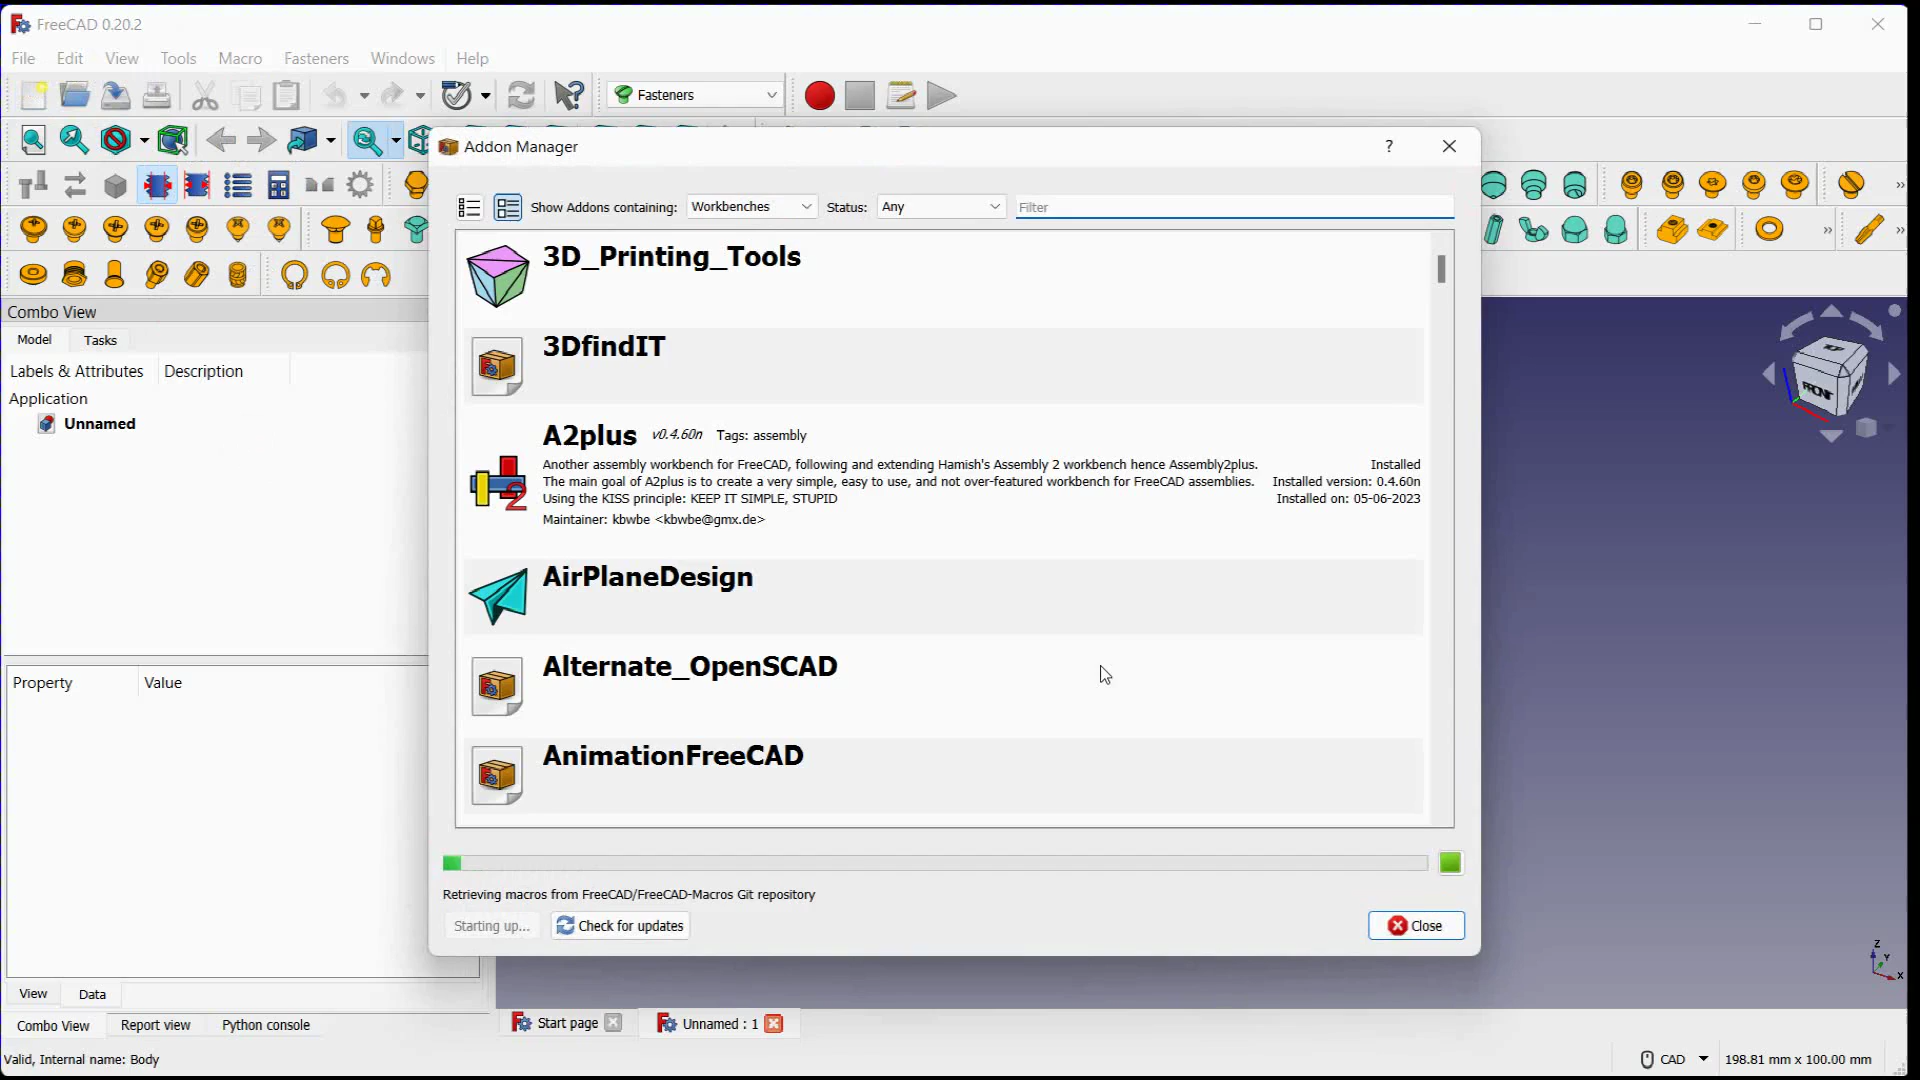 FreeCAD 0.20.2
File Edit View Tools Macro Fasteners Windows Help
Fasteners
Addon Manager
?
Show Addons containing: Workbenches Status: Any Filter
3D_Printing_Tools
3DfindIT
A2plus v0.4.60n Tags: assembly
Another assembly workbench for FreeCAD, following and extending Hamish's Assembly 2 workbench hence Assembly2plus. Installed
The main goal of A2plus is to create a very simple, easy to use, and not over-featured workbench for FreeCAD assemblies. Installed version: 0.4.60n
Using the KISS principle: KEEP IT SIMPLE, STUPID Installed on: 05-06-2023
Maintainer: kbwbe <kbwbe@gmx.de>
AirPlaneDesign
Alternate_OpenSCAD
AnimationFreeCAD
Retrieving macros from FreeCAD/FreeCAD-Macros Git repository
Starting up... Check for updates Close
Combo View
Model Tasks
Labels & Attributes Description
Application
Unnamed
Property Value
View Data
Combo View Report view Python console
Start page Unnamed : 1
TOP
FRONT
Z
Y
X
Valid, Internal name: Body
CAD 198.81 mm x 100.00 mm